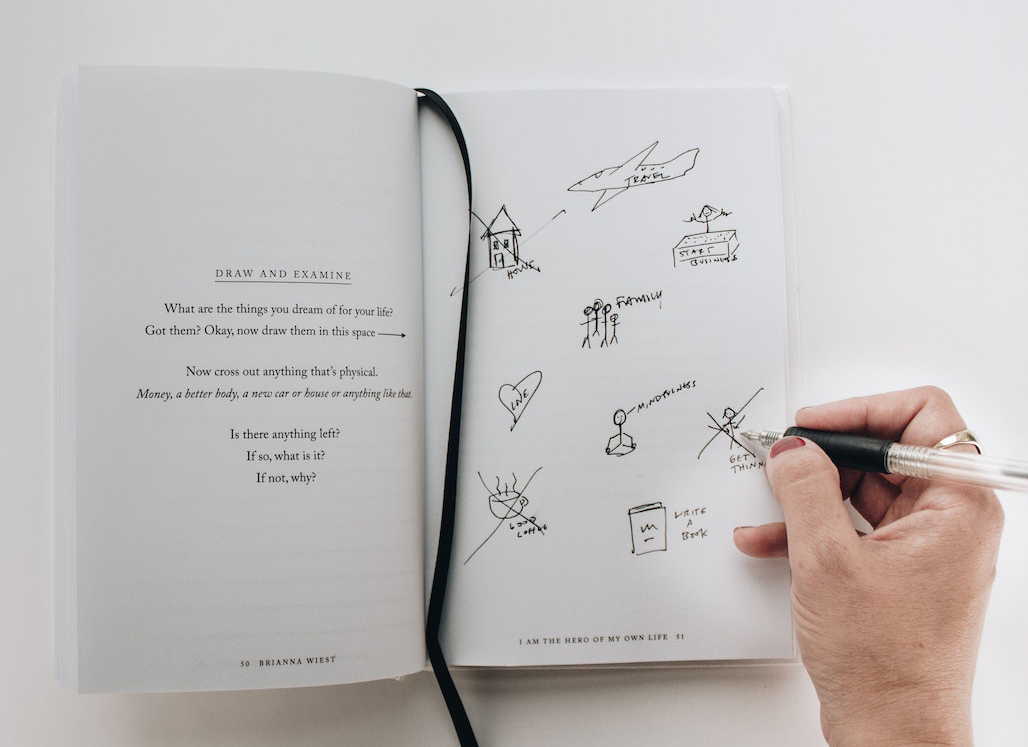 DRAW AND EXAMINE
What are the things you dream of for your life?
Got them? Okay, now draw them in this space
Now cross out anything that's physical.
Money, a better body, a new car or house or anything like that.
Is there anything left?
If so, what is it?
If not, why?
50 BRIANNA WIEST
TRAVEL
HOME
START
BUSINESS
FAMILY
LOVE
MINDFULNESS
GET
GOOD
COFFEE
WRITE
A
BOOK
I AM THE HERO OF MY OWN LIFE 51